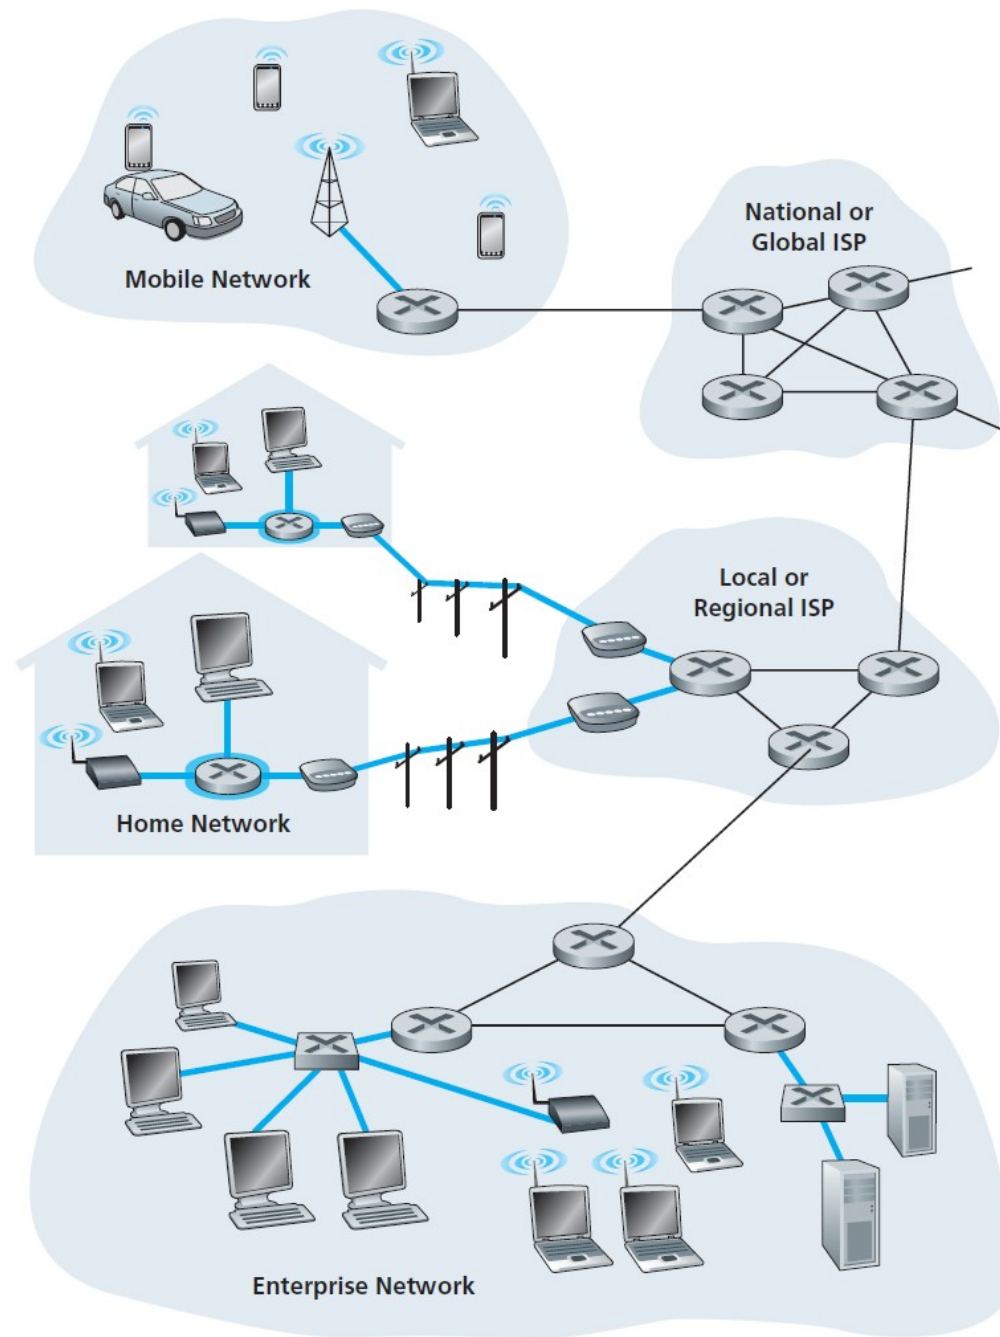 National or
Global ISP
Mobile Network
Local or
Regional ISP
Home Network
Enterprise Network